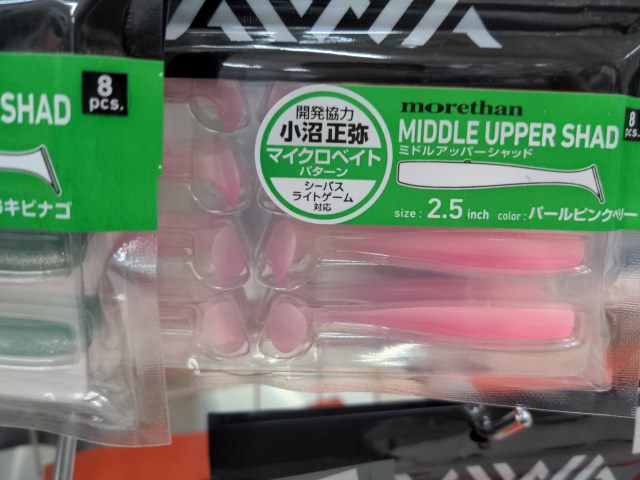 8
pcs.
SHAD
キビナゴ
開発協力
小沼 正弥
マイクロベイト
パターン
シーバス
ライトゲーム
対応
morethan
MIDDLE UPPER SHAD
ミドルアッパーシャッド
size : 2.5 inch color: パールピンクベリー
8
pcs.